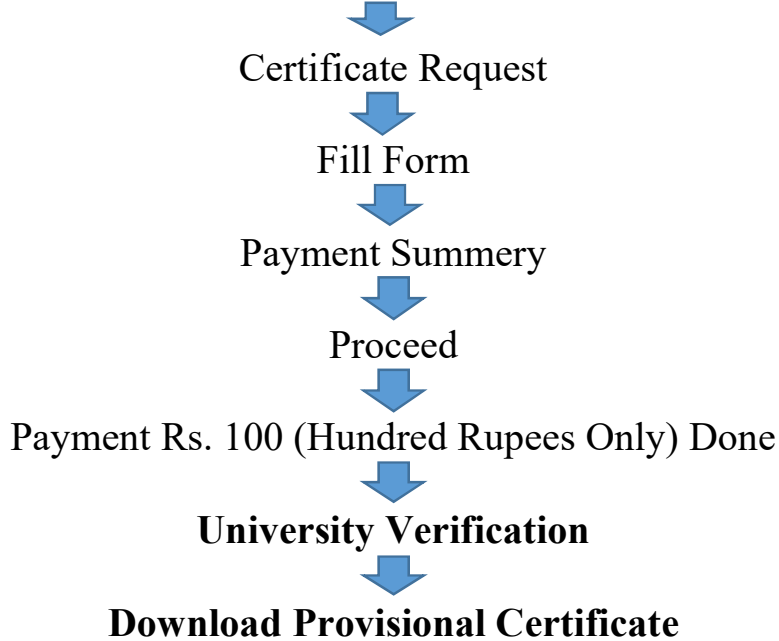 Certificate Request
Fill Form
Payment Summery
Proceed
Payment Rs. 100 (Hundred Rupees Only) Done
University Verification
Download Provisional Certificate